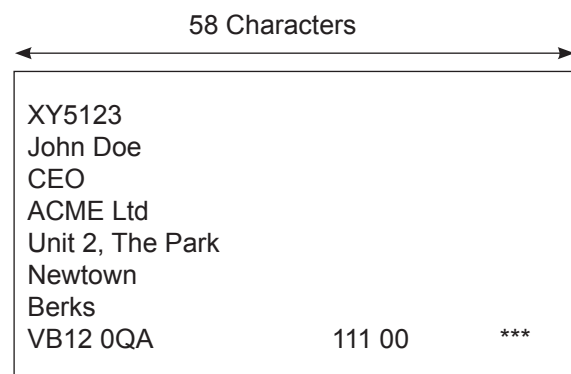 58 Characters
XY5123
John Doe
CEO
ACME Ltd
Unit 2, The Park
Newtown
Berks
VB12 0QA 111 00 ***